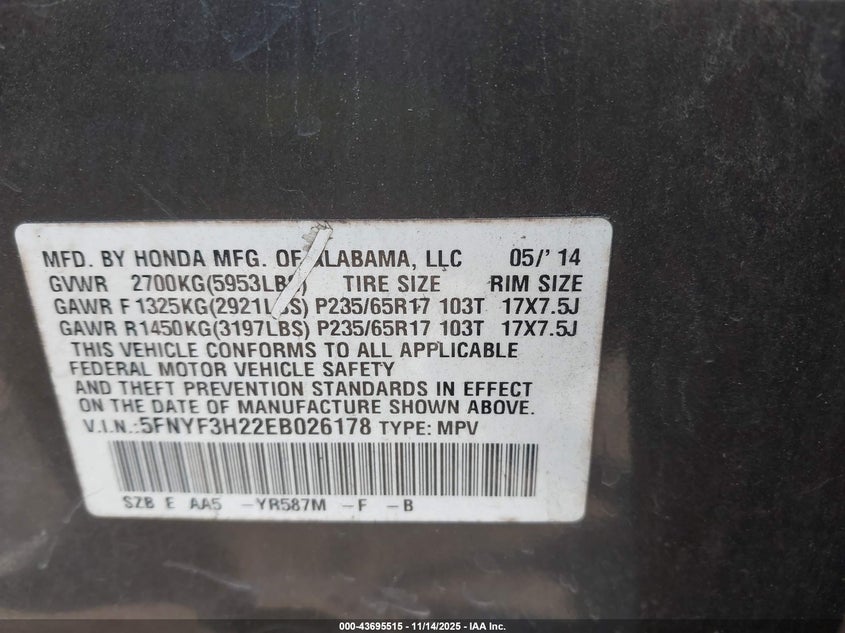 MFD. BY HONDA MFG. OF ALABAMA, LLC 05/' 14
GVWR 2700KG(5953LBS) TIRE SIZE RIM SIZE
GAWR F 1325KG(2921LBS) P235/65R17 103T 17X7.5J
GAWR R1450KG(3197LBS) P235/65R17 103T 17X7.5J
THIS VEHICLE CONFORMS TO ALL APPLICABLE
FEDERAL MOTOR VEHICLE SAFETY
AND THEFT PREVENTION STANDARDS IN EFFECT
ON THE DATE OF MANUFACTURE SHOWN ABOVE.
V.I.N.:5FNYF3H22EB026178 TYPE: MPV
SZB E AA5 -YR587M -F -B
000-43695515 - 11/14/2025 - IAA Inc.